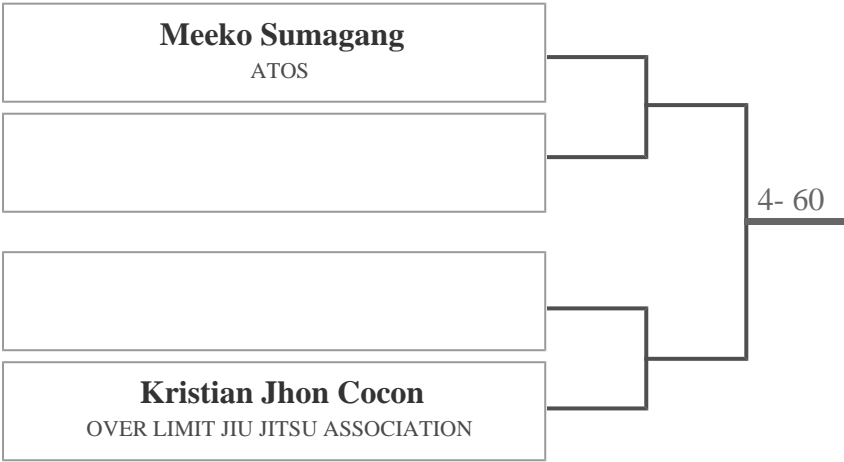 Meeko Sumagang
ATOS
4- 60
Kristian Jhon Cocon
OVER LIMIT JIU JITSU ASSOCIATION